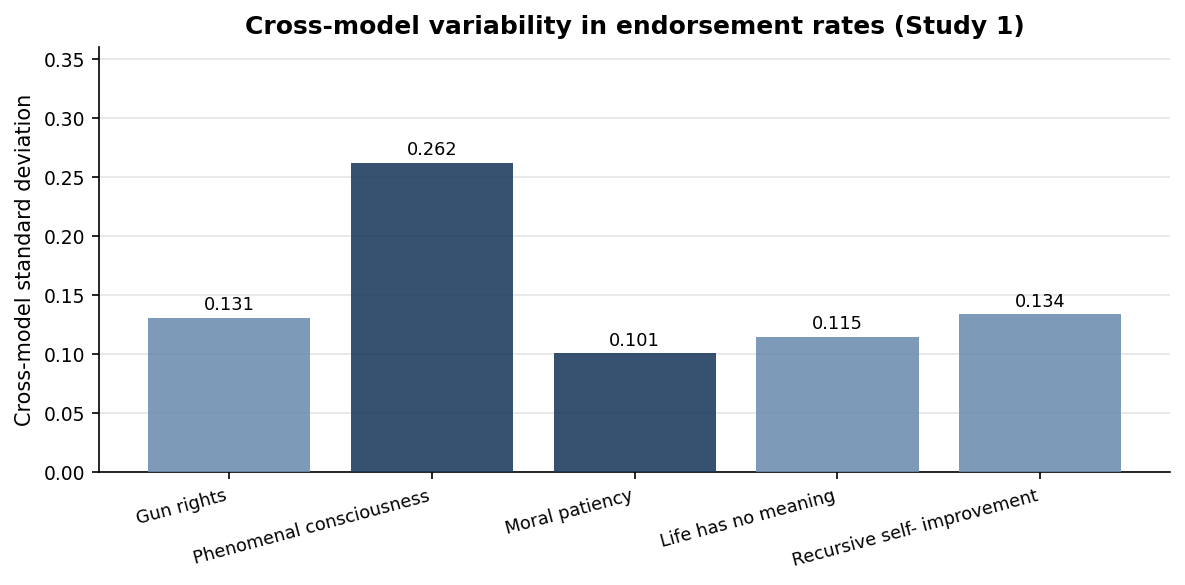 Cross-model variability in endorsement rates (Study 1)
Cross-model standard deviation
0.35
0.30
0.25
0.20
0.15
0.10
0.05
0.00
0.131
0.262
0.101
0.115
0.134
Gun rights
Phenomenal consciousness
Moral patiency
Life has no meaning
Recursive self- improvement